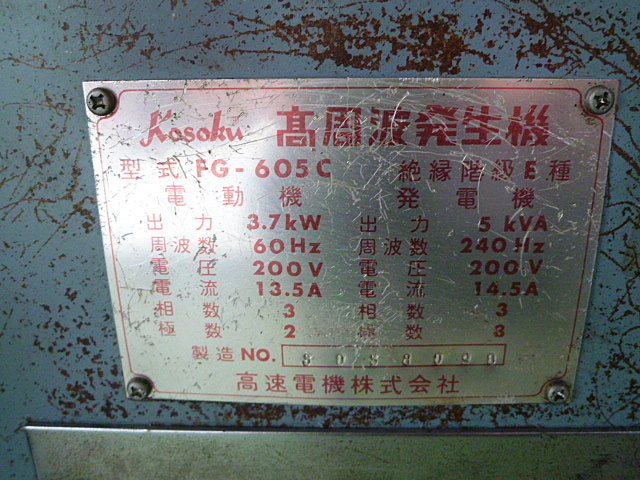 Kosoku 高周波発生機
型式 FG-605C 絶縁階級E種
電動機 発電機
出力 3.7kW 出力 5kVA
周波数 60Hz 周波数 240Hz
電圧 200V 電圧 200V
電流 13.5A 電流 14.5A
相数 3 相数 3
極数 2 極数 8
製造NO.
高速電機株式会社